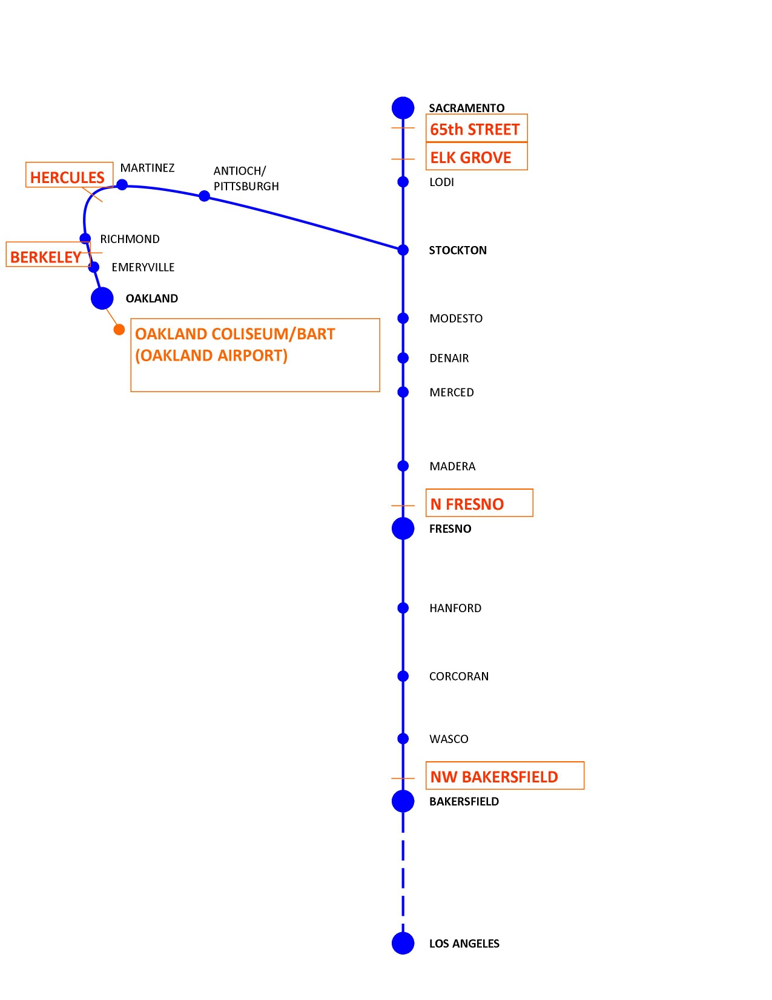 SACRAMENTO
65th STREET
ELK GROVE
LODI
MARTINEZ
HERCULES
ANTIOCH/
PITTSBURGH
RICHMOND
BERKELEY
EMERYVILLE
OAKLAND
OAKLAND COLISEUM/BART
(OAKLAND AIRPORT)
STOCKTON
MODESTO
DENAIR
MERCED
MADERA
N FRESNO
FRESNO
HANFORD
CORCORAN
WASCO
NW BAKERSFIELD
BAKERSFIELD
LOS ANGELES